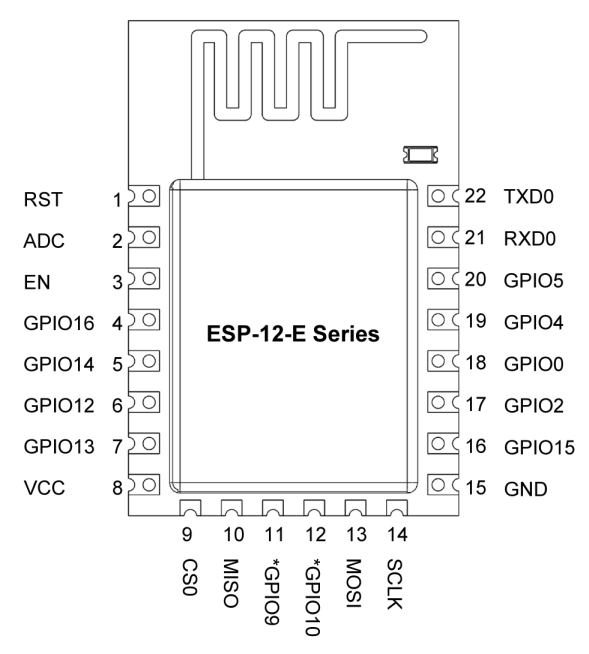 RST 1 22 TXD0
ADC 2 21 RXD0
EN 3 20 GPIO5
GPIO16 4 19 GPIO4
ESP-12-E Series
GPIO14 5 18 GPIO0
GPIO12 6 17 GPIO2
GPIO13 7 16 GPIO15
VCC 8 15 GND
9 10 11 12 13 14
CS0
MISO
*GPIO9
*GPIO10
MOSI
SCLK